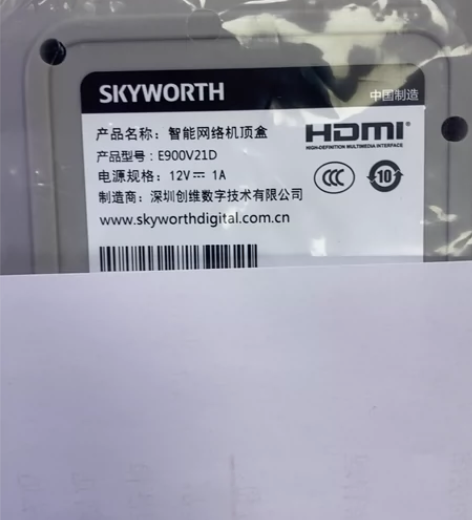 SKYWORTH
中国制造
产品名称：智能网络机顶盒
HDMI®
HIGH-DEFINITION MULTIMEDIA INTERFACE
产品型号：E900V21D
电源规格：12V⎓1A
CCC
10
制造商：深圳创维数字技术有限公司
www.skyworthdigital.com.cn